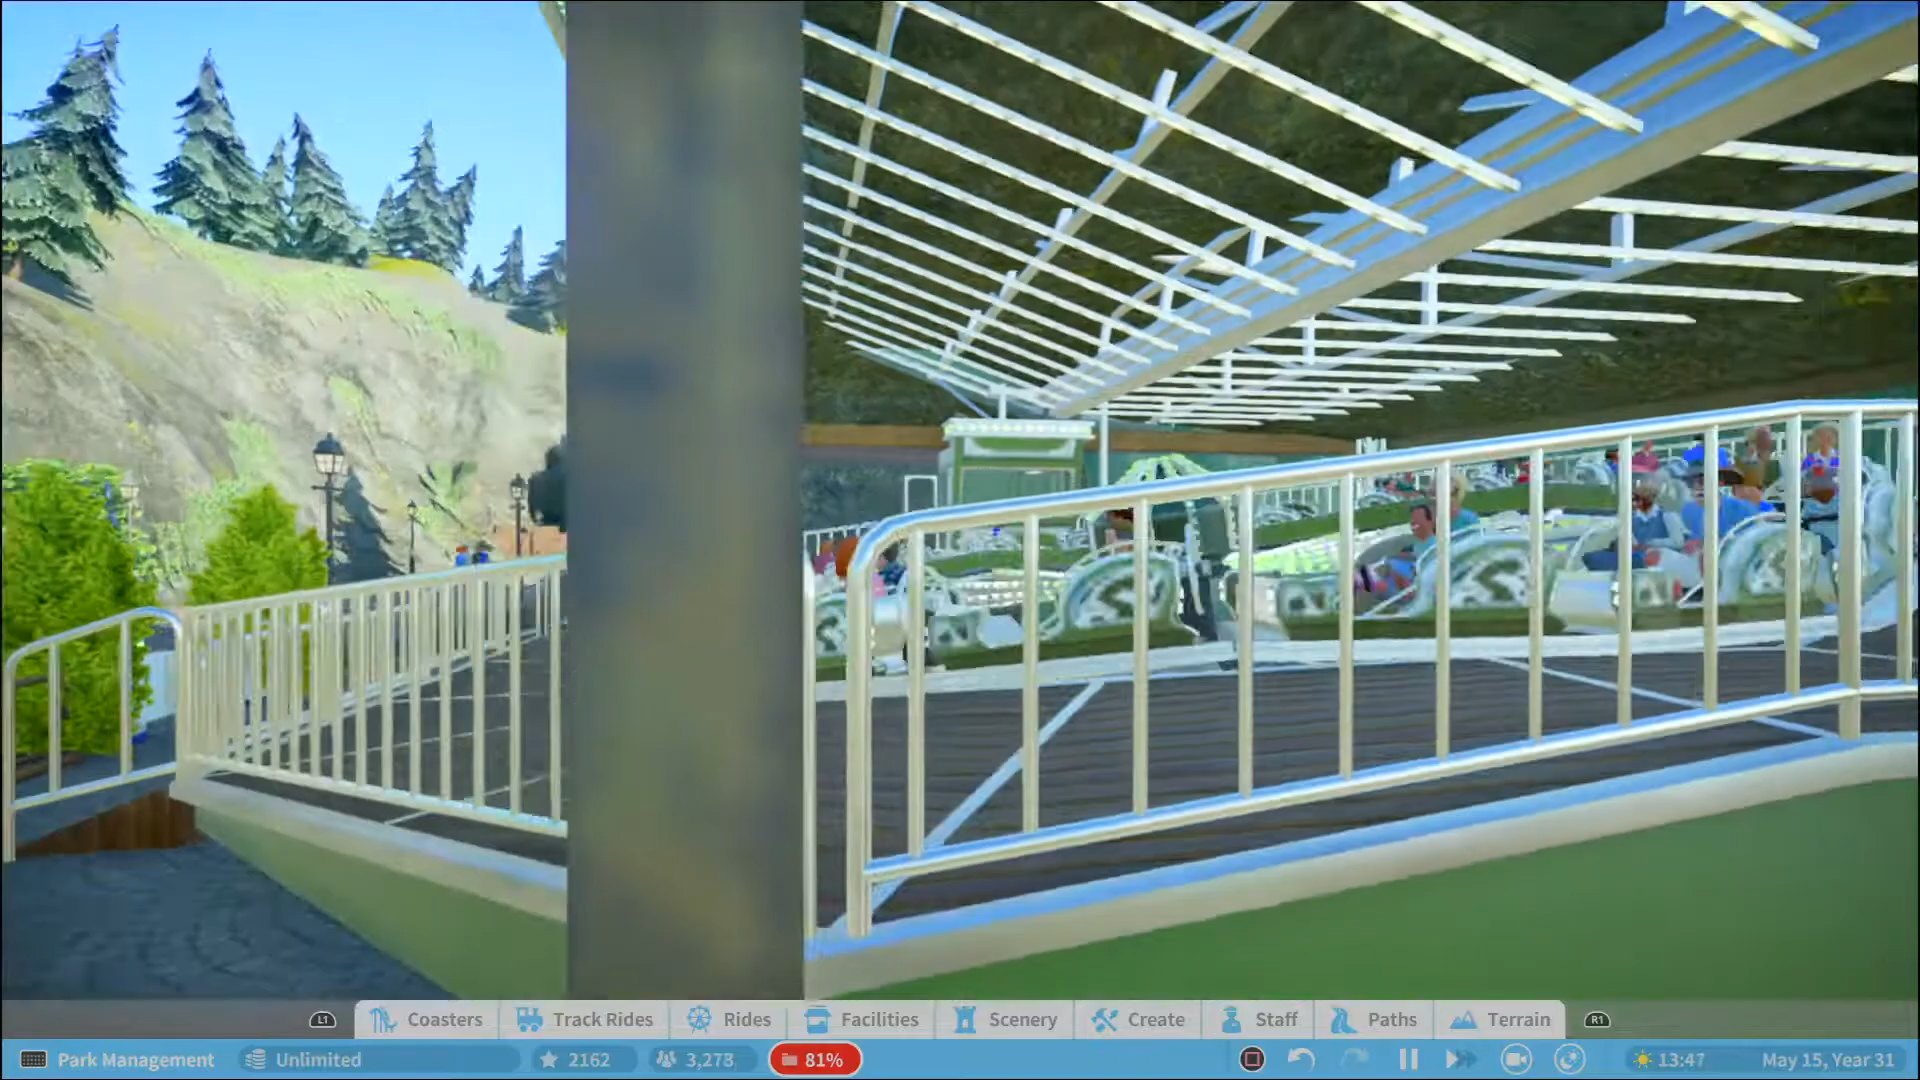 L1 Coasters Track Rides Rides Facilities Scenery Create Staff Paths Terrain R1
Park Management Unlimited 2162 3,278 81% 13:47 May 15, Year 31